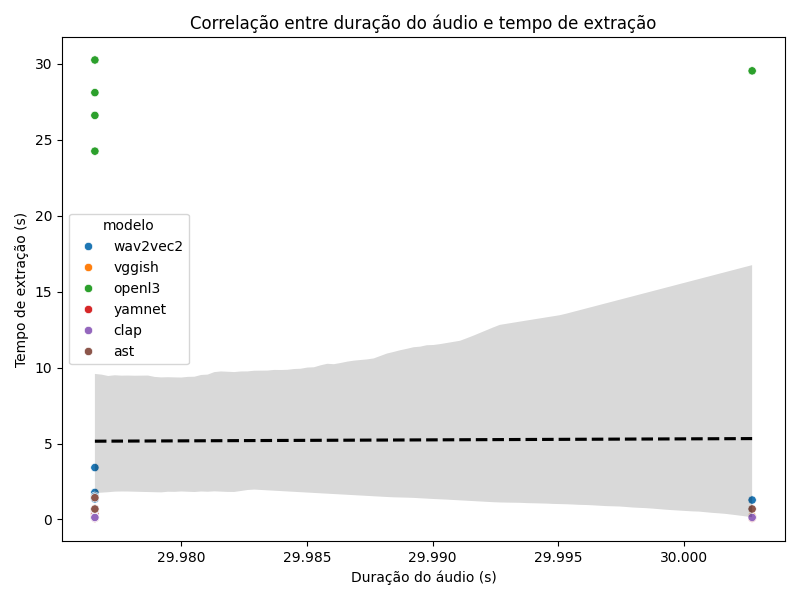 Correlação entre duração do áudio e tempo de extração
Tempo de extração (s)
30
25
20
15
10
5
0
modelo
wav2vec2
vggish
openl3
yamnet
clap
ast
29.980
29.985
29.990
29.995
30.000
Duração do áudio (s)